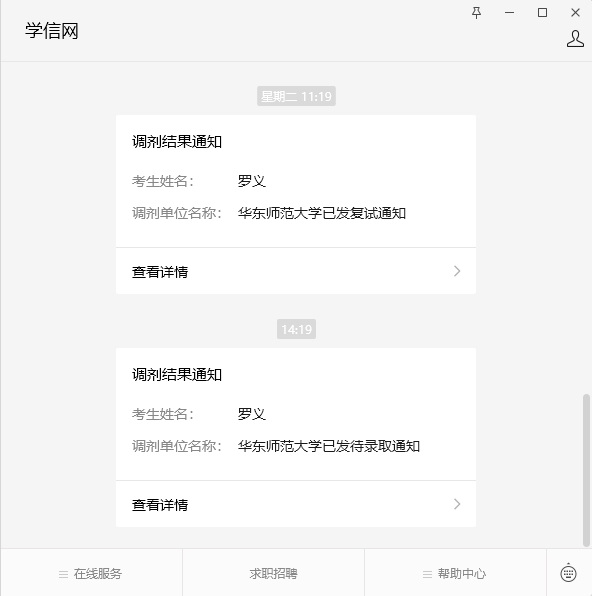 学信网
星期二 11:19
调剂结果通知
考生姓名： 罗义
调剂单位名称： 华东师范大学已发复试通知
查看详情
14:19
调剂结果通知
考生姓名： 罗义
调剂单位名称： 华东师范大学已发待录取通知
查看详情
在线服务 求职招聘 帮助中心